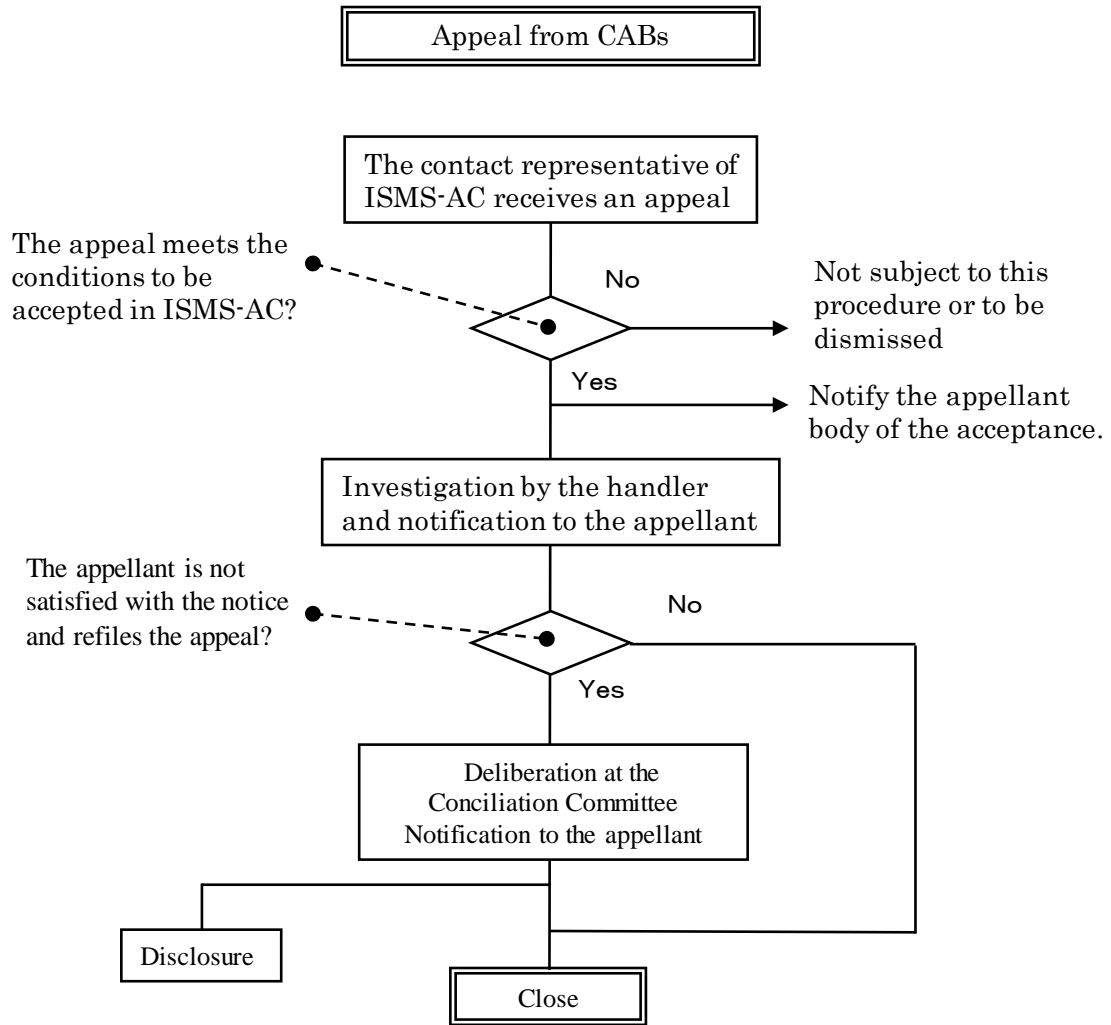 Appeal from CABs
The contact representative of
ISMS-AC receives an appeal
The appeal meets the
conditions to be
accepted in ISMS-AC?
No
Not subject to this
procedure or to be
dismissed
Yes
Notify the appellant
body of the acceptance.
Investigation by the handler
and notification to the appellant
The appellant is not
satisfied with the notice
and refiles the appeal?
No
Yes
Deliberation at the
Conciliation Committee
Notification to the appellant
Disclosure
Close